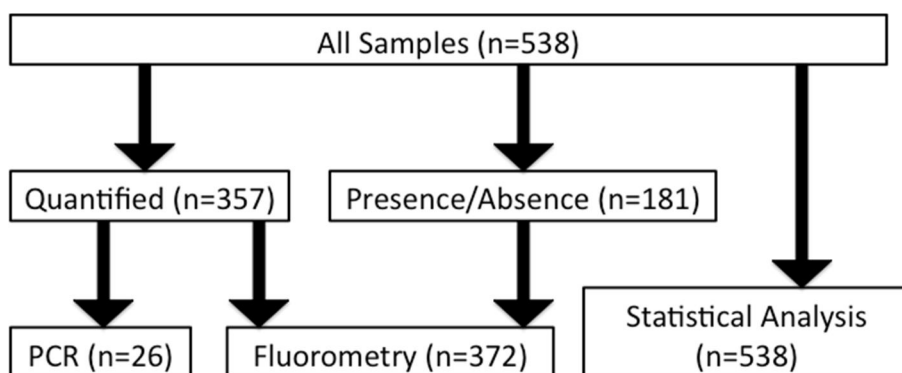 All Samples (n=538)
Quantified (n=357)
Presence/Absence (n=181)
PCR (n=26)
Fluorometry (n=372)
Statistical Analysis
(n=538)